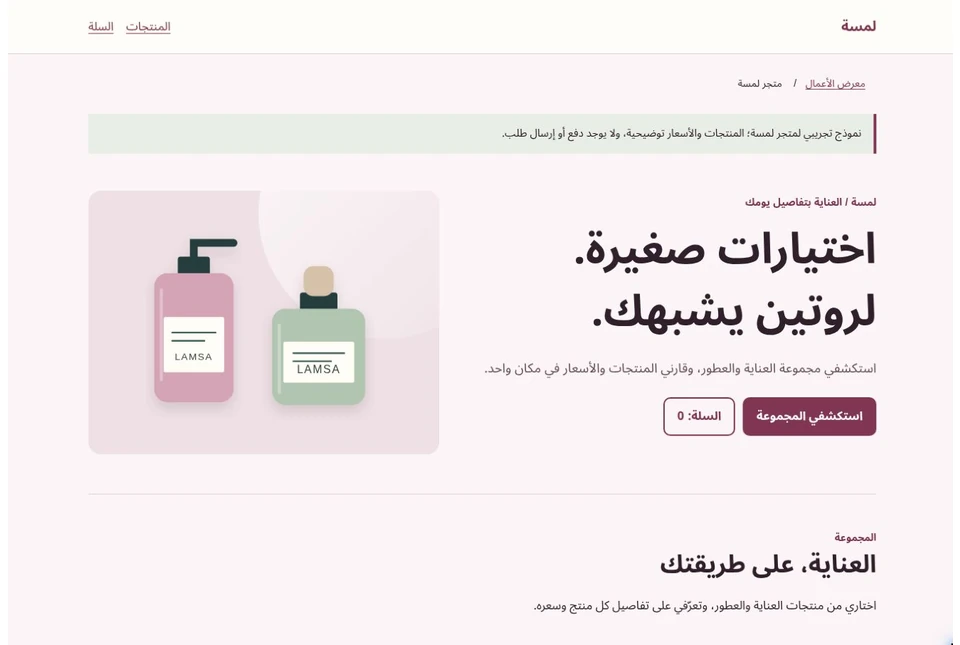 لمسة
المنتجات
السلة
معرض الأعمال / متجر لمسة
نموذج تجريبي لمتجر لمسة؛ المنتجات والأسعار توضيحية، ولا يوجد دفع أو إرسال طلب.
لمسة / العناية بتفاصيل يومك
اختيارات صغيرة.
لروتين يشبهك.
استكشفي مجموعة العناية والعطور، وقارني المنتجات والأسعار في مكان واحد.
استكشفي المجموعة
السلة: 0
LAMSA
LAMSA
المجموعة
العناية، على طريقتك
اختاري من منتجات العناية والعطور، وتعرّفي على تفاصيل كل منتج وسعره.